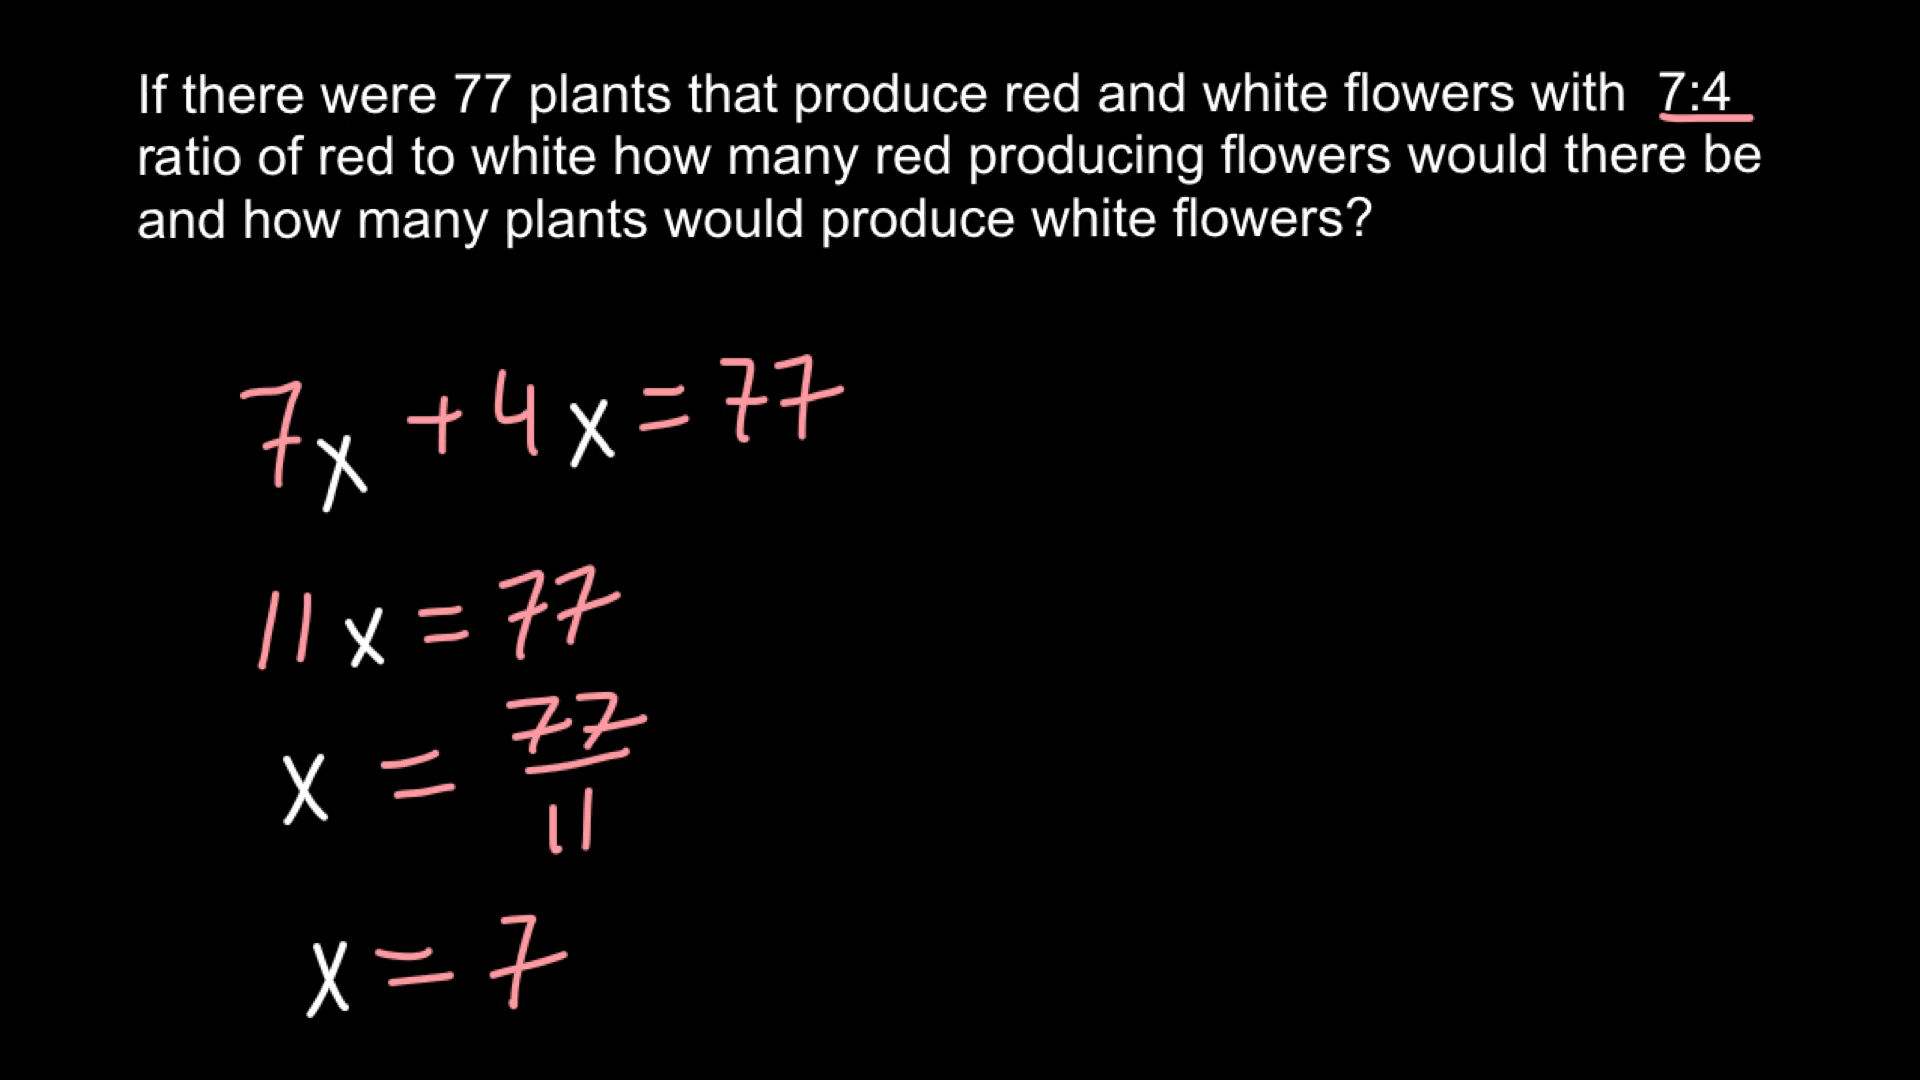 If there were 77 plants that produce red and white flowers with 7:4
ratio of red to white how many red producing flowers would there be
and how many plants would produce white flowers?
7x + 4x = 77
11x = 77
x = 77/11
x = 7